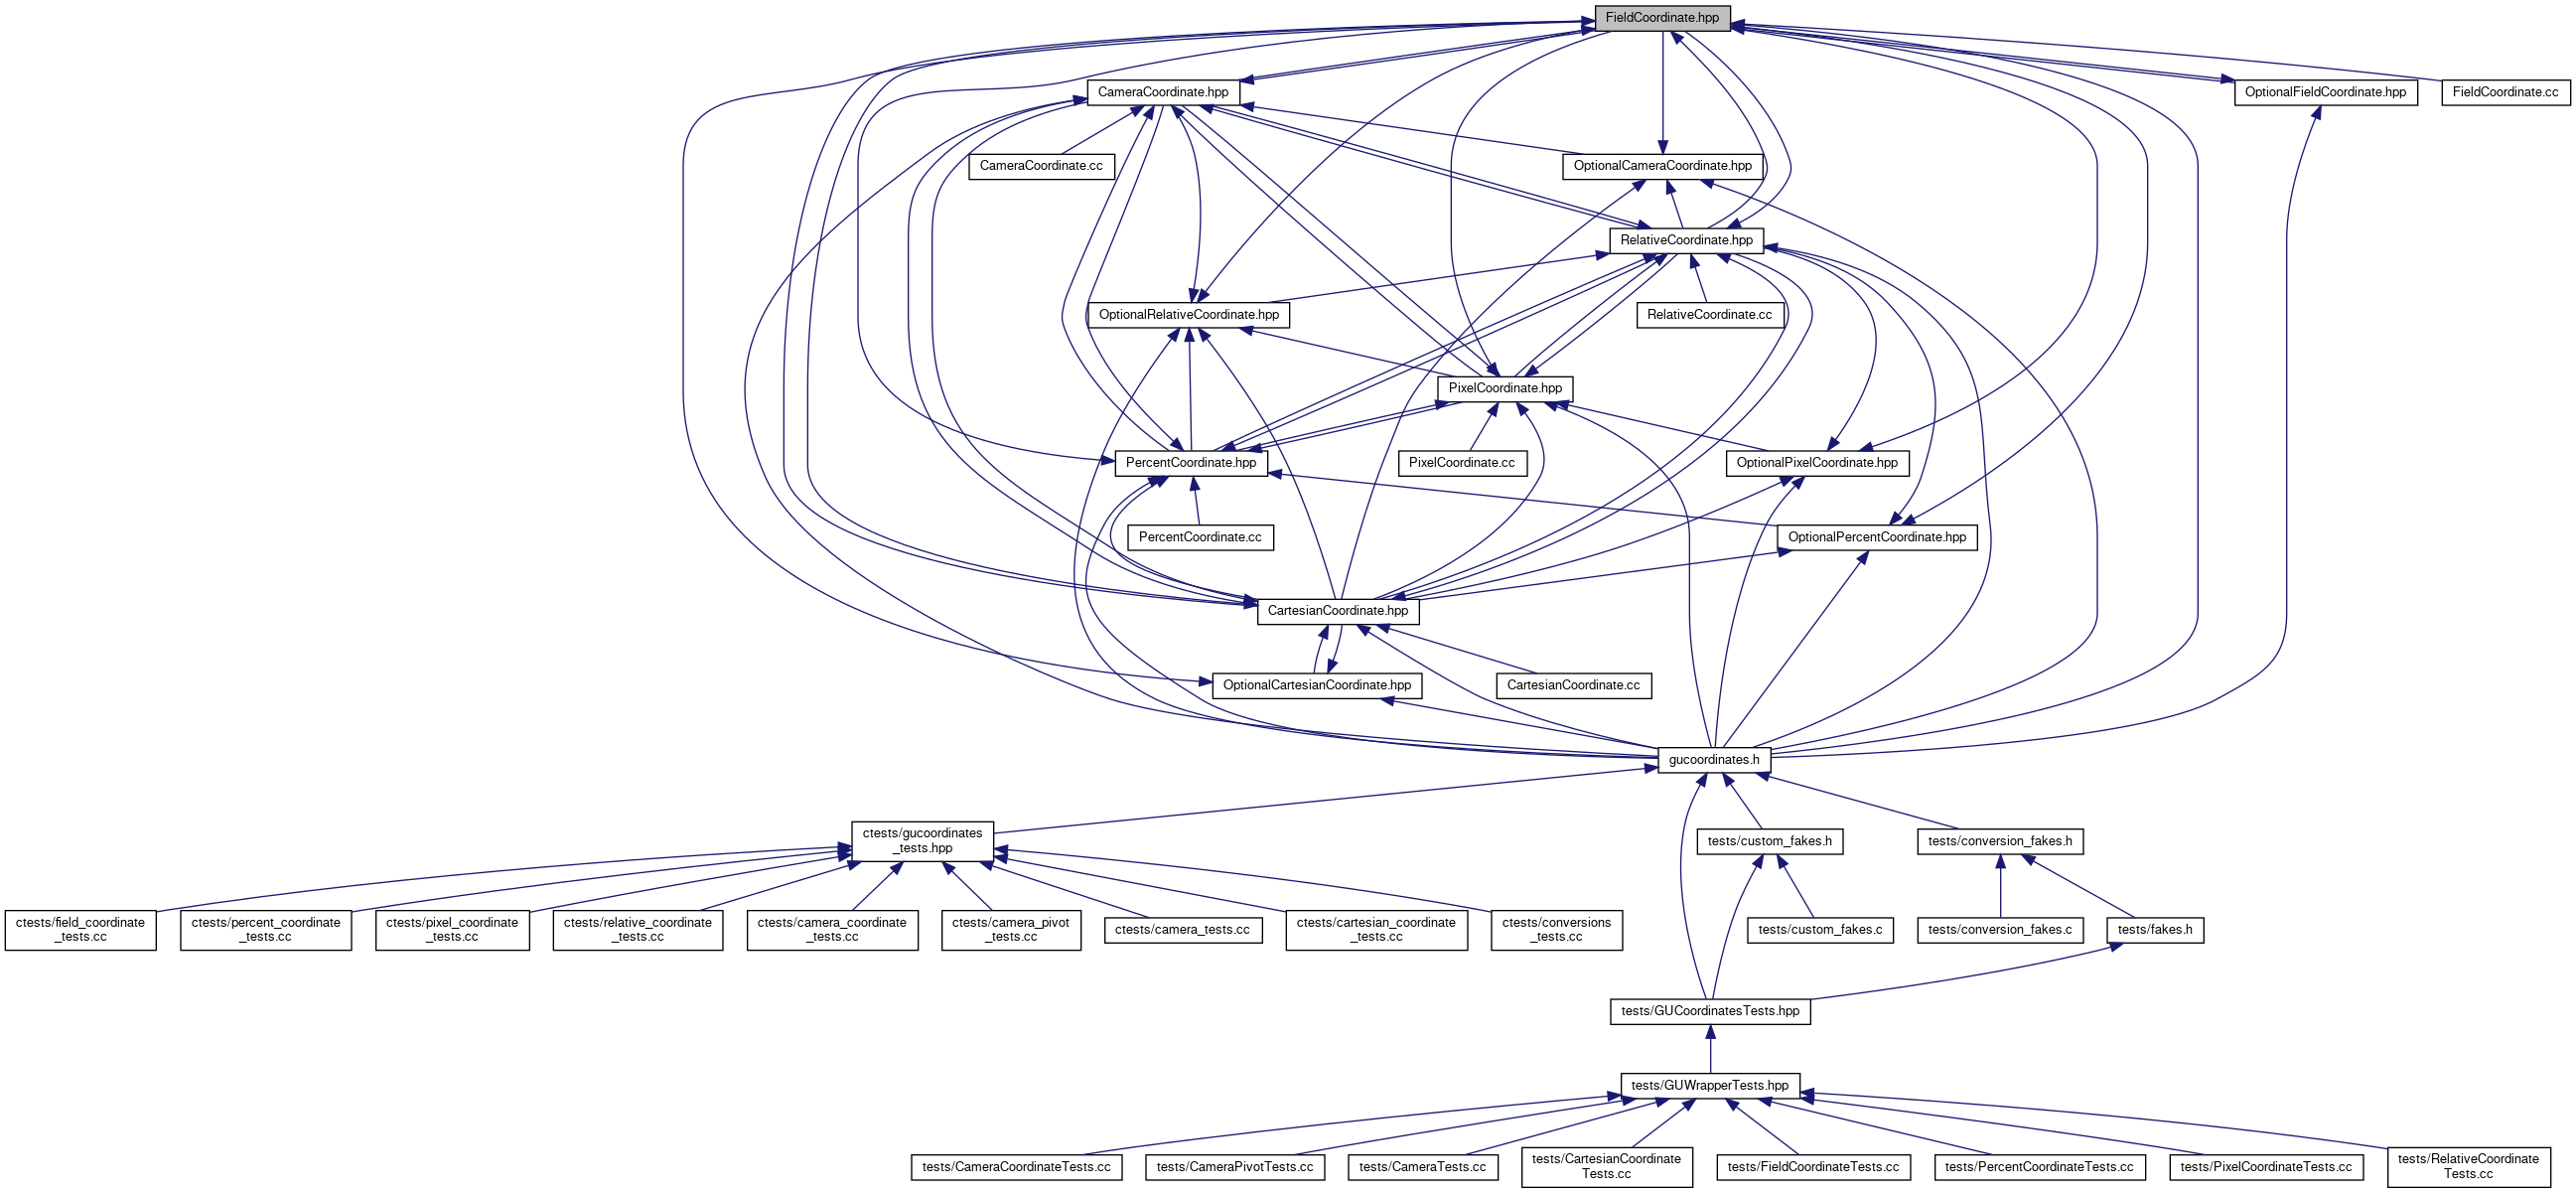 FieldCoordinate.hpp
CameraCoordinate.hpp
OptionalFieldCoordinate.hpp
FieldCoordinate.cc
CameraCoordinate.cc
OptionalCameraCoordinate.hpp
RelativeCoordinate.hpp
OptionalRelativeCoordinate.hpp
RelativeCoordinate.cc
PixelCoordinate.hpp
PercentCoordinate.hpp
PixelCoordinate.cc
OptionalPixelCoordinate.hpp
PercentCoordinate.cc
OptionalPercentCoordinate.hpp
CartesianCoordinate.hpp
OptionalCartesianCoordinate.hpp
CartesianCoordinate.cc
gucoordinates.h
ctests/gucoordinates
_tests.hpp
tests/custom_fakes.h
tests/conversion_fakes.h
ctests/field_coordinate
_tests.cc
ctests/percent_coordinate
_tests.cc
ctests/pixel_coordinate
_tests.cc
ctests/relative_coordinate
_tests.cc
ctests/camera_coordinate
_tests.cc
ctests/camera_pivot
_tests.cc
ctests/camera_tests.cc
ctests/cartesian_coordinate
_tests.cc
ctests/conversions
_tests.cc
tests/custom_fakes.c
tests/conversion_fakes.c
tests/fakes.h
tests/GUCoordinatesTests.hpp
tests/GUWrapperTests.hpp
tests/CameraCoordinateTests.cc
tests/CameraPivotTests.cc
tests/CameraTests.cc
tests/CartesianCoordinate
Tests.cc
tests/FieldCoordinateTests.cc
tests/PercentCoordinateTests.cc
tests/PixelCoordinateTests.cc
tests/RelativeCoordinate
Tests.cc